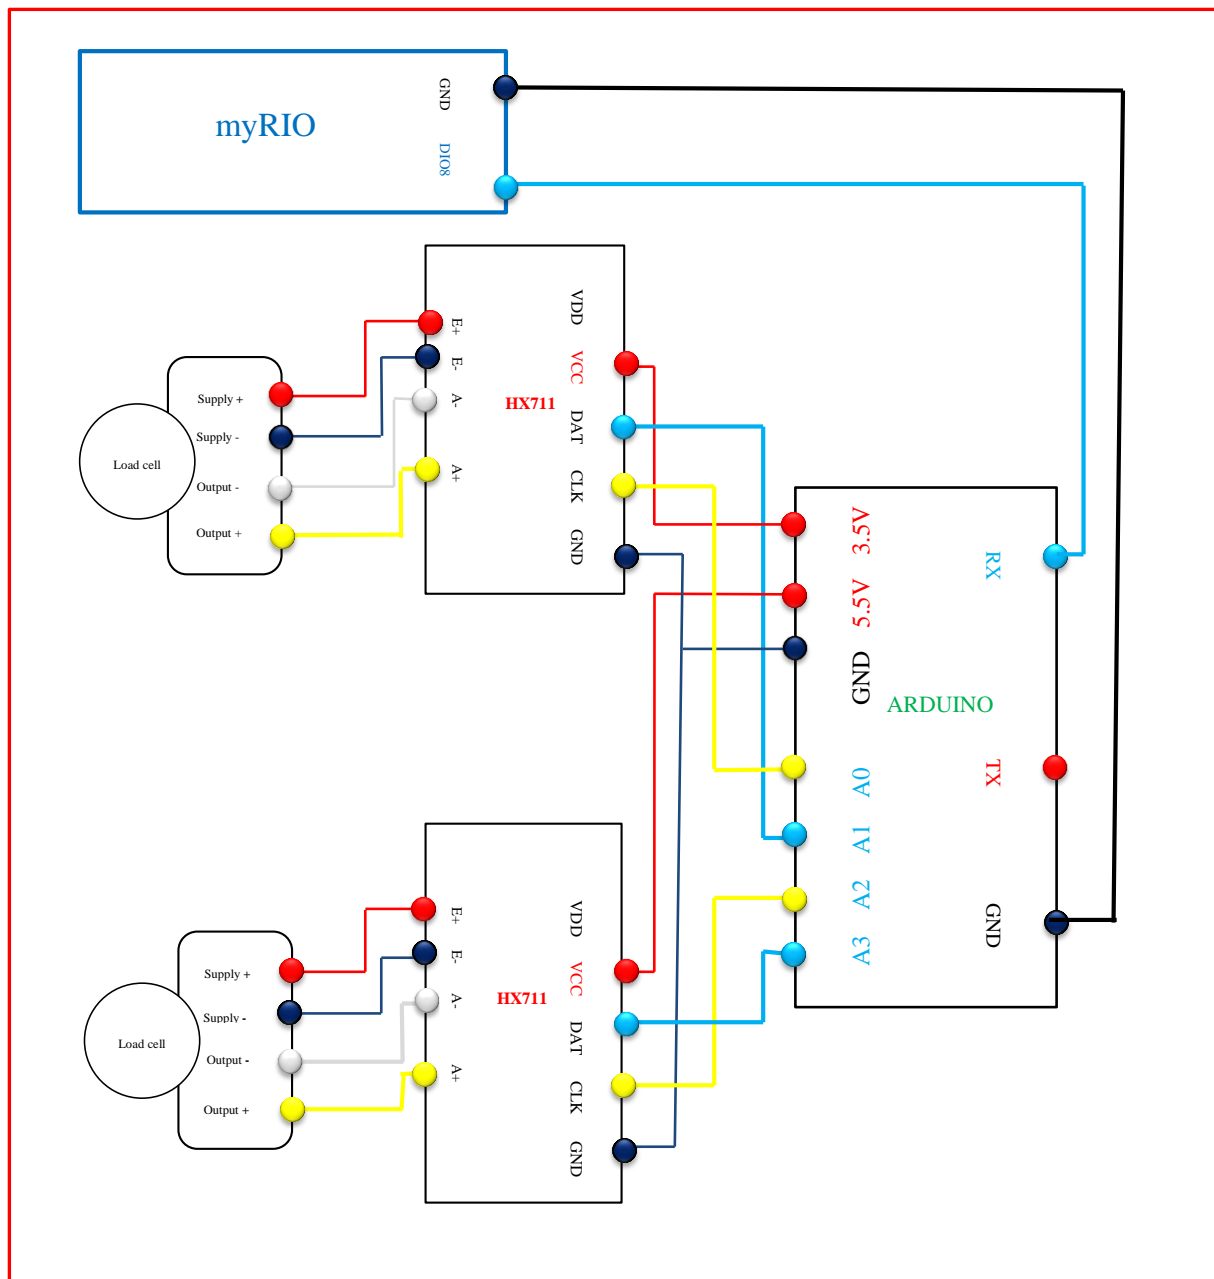 myRIO
GND
DIO8
HX711
E+
E-
A-
A+
VDD
VCC
DAT
CLK
GND
Load cell
Supply +
Supply -
Output -
Output +
ARDUINO
3.5V
5.5V
GND
A0
A1
A2
A3
RX
TX
GND
HX711
E+
E-
A-
A+
VDD
VCC
DAT
CLK
GND
Load cell
Supply +
Supply -
Output -
Output +